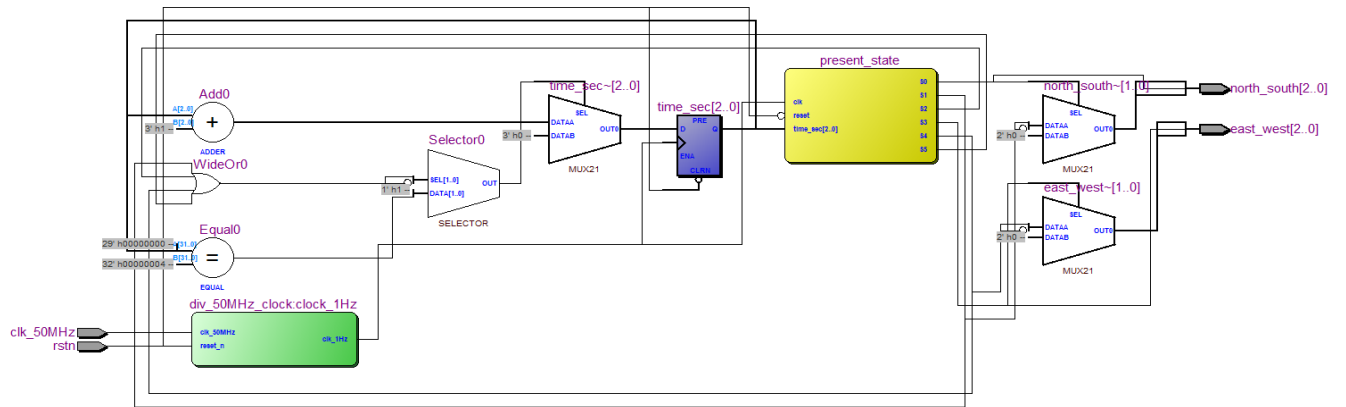 clk_50MHz
rstn
Add0
A[2..0]
B[2..0]
3' h1
+
ADDER
WideOr0
Equal0
29' h00000000
A[31..0]
B[31..0]
32' h00000004
=
EQUAL
div_50MHz_clock:clock_1Hz
clk_50MHz
reset_n
clk_1Hz
Selector0
SEL[1..0]
1' h1
DATA[1..0]
OUT
SELECTOR
time_sec~[2..0]
SEL
DATAA
3' h0
DATAB
OUT0
MUX21
time_sec[2..0]
PRE
D
Q
ENA
CLRN
present_state
clk
reset
time_sec[2..0]
S0
S1
S2
S3
S4
S5
north_south~[1..0]
SEL
DATAA
2' h0
DATAB
OUT0
MUX21
east_west~[1..0]
SEL
DATAA
2' h0
DATAB
OUT0
MUX21
north_south[2..0]
east_west[2..0]